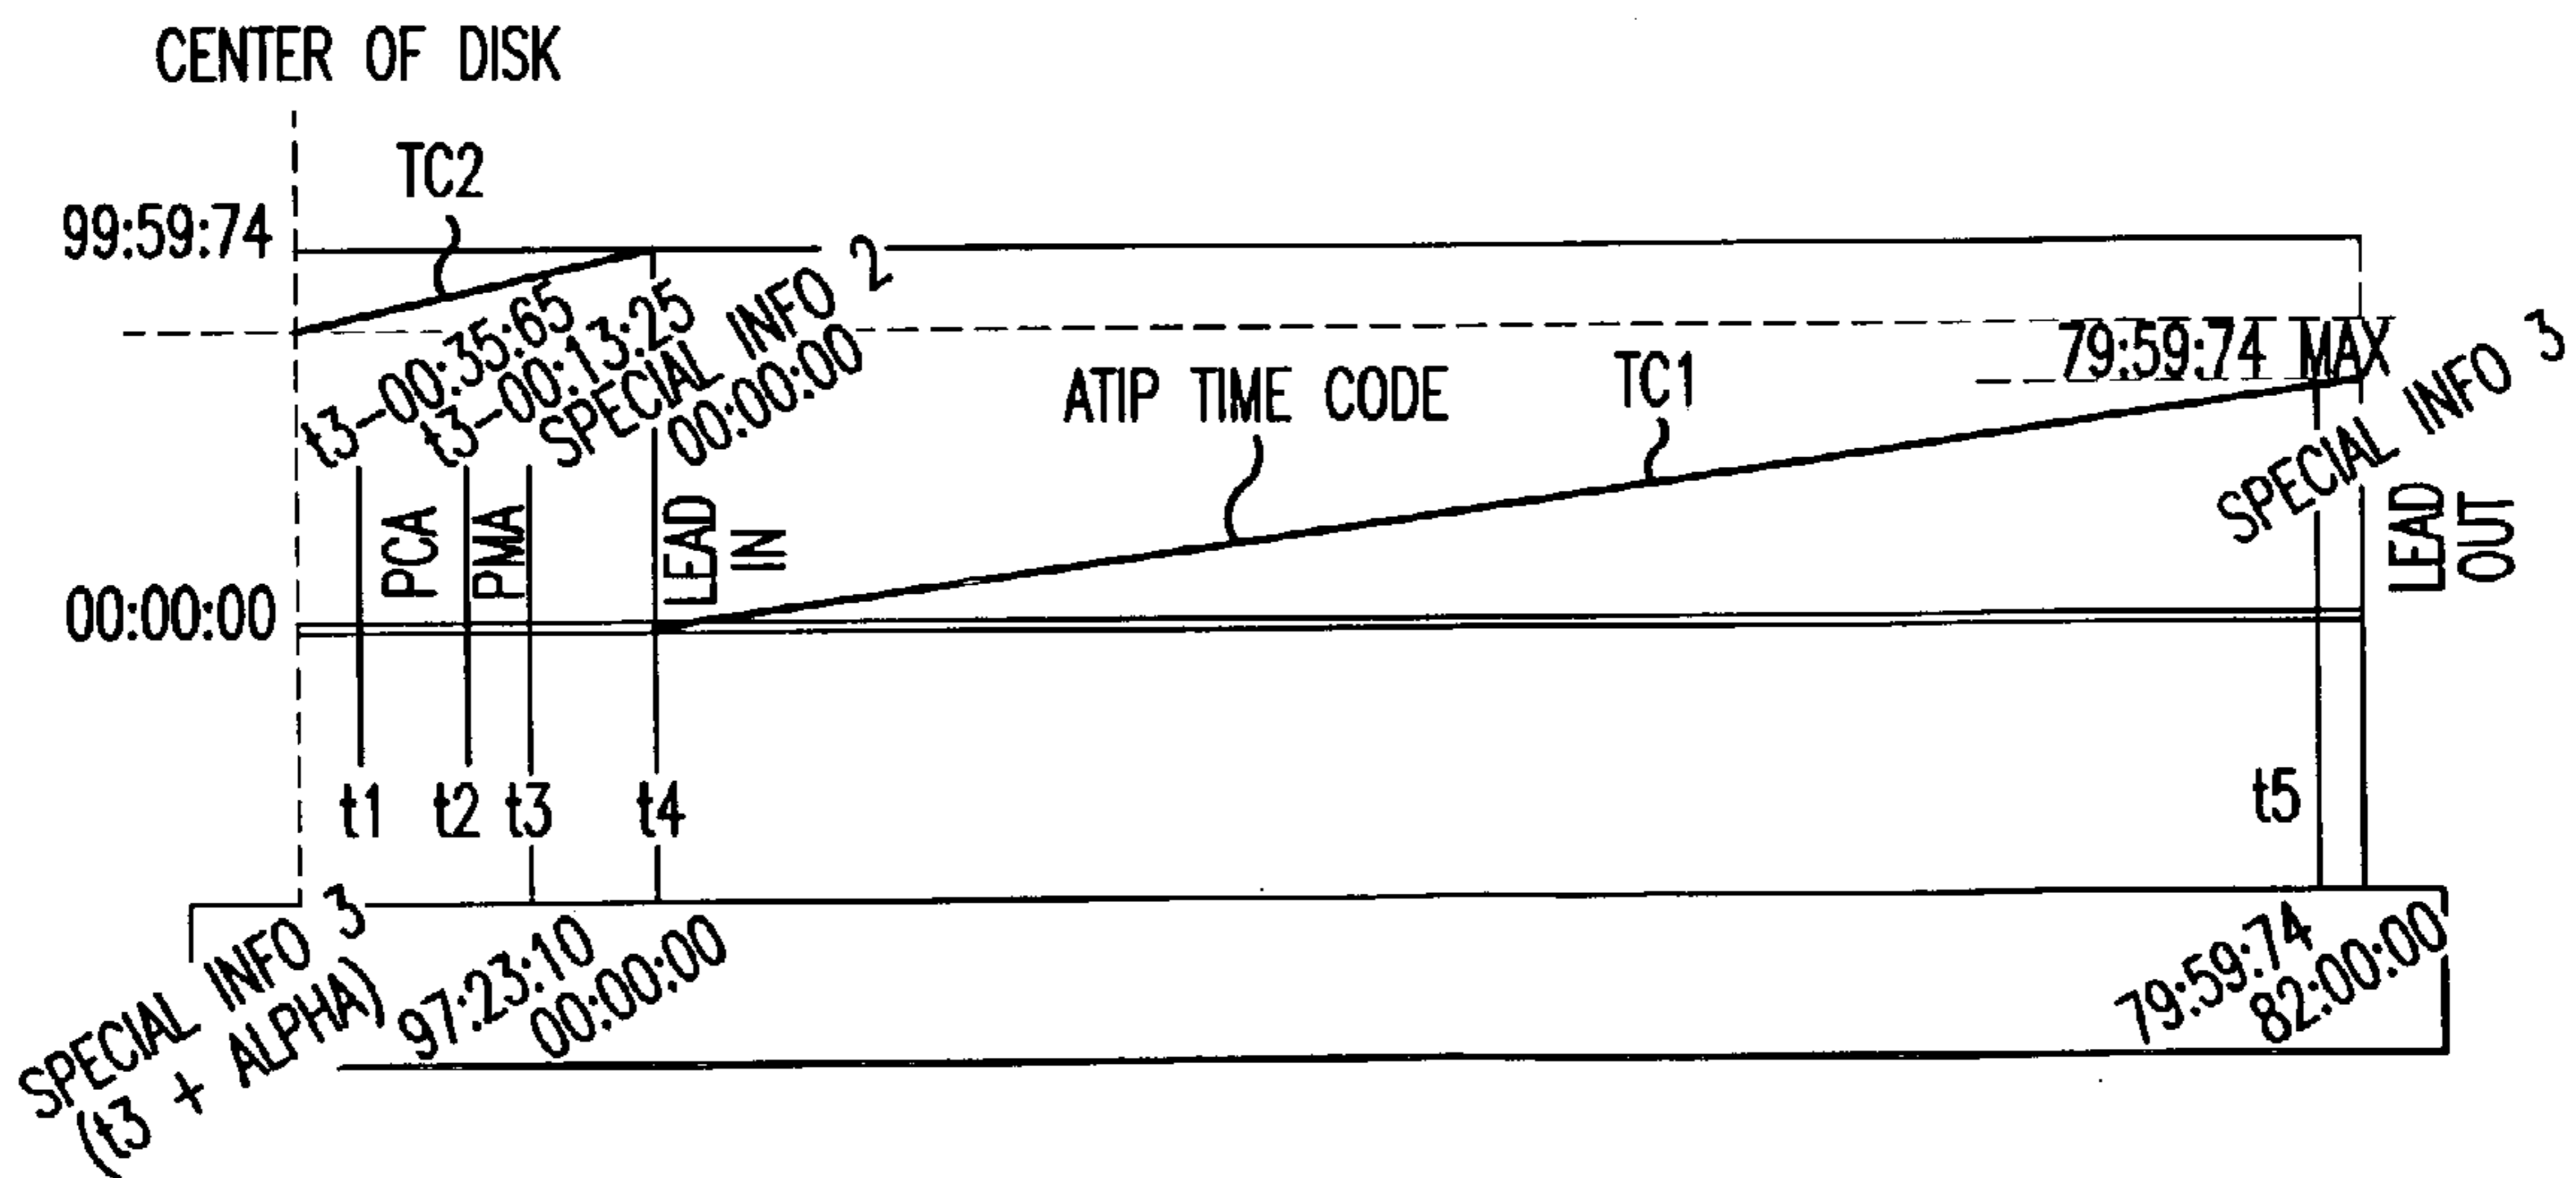 CENTER OF DISK
TC2
99:59:74
t3-00:35:65
t3-00:13:25
SPECIAL INFO 2
00:00:00
ATIP TIME CODE
TC1
79:59:74 MAX
SPECIAL INFO 3
PCA
PMA
LEAD
IN
LEAD
OUT
00:00:00
t1
t2
t3
t4
t5
SPECIAL INFO 3
(t3 + ALPHA)
97:23:10
00:00:00
79:59:74
82:00:00